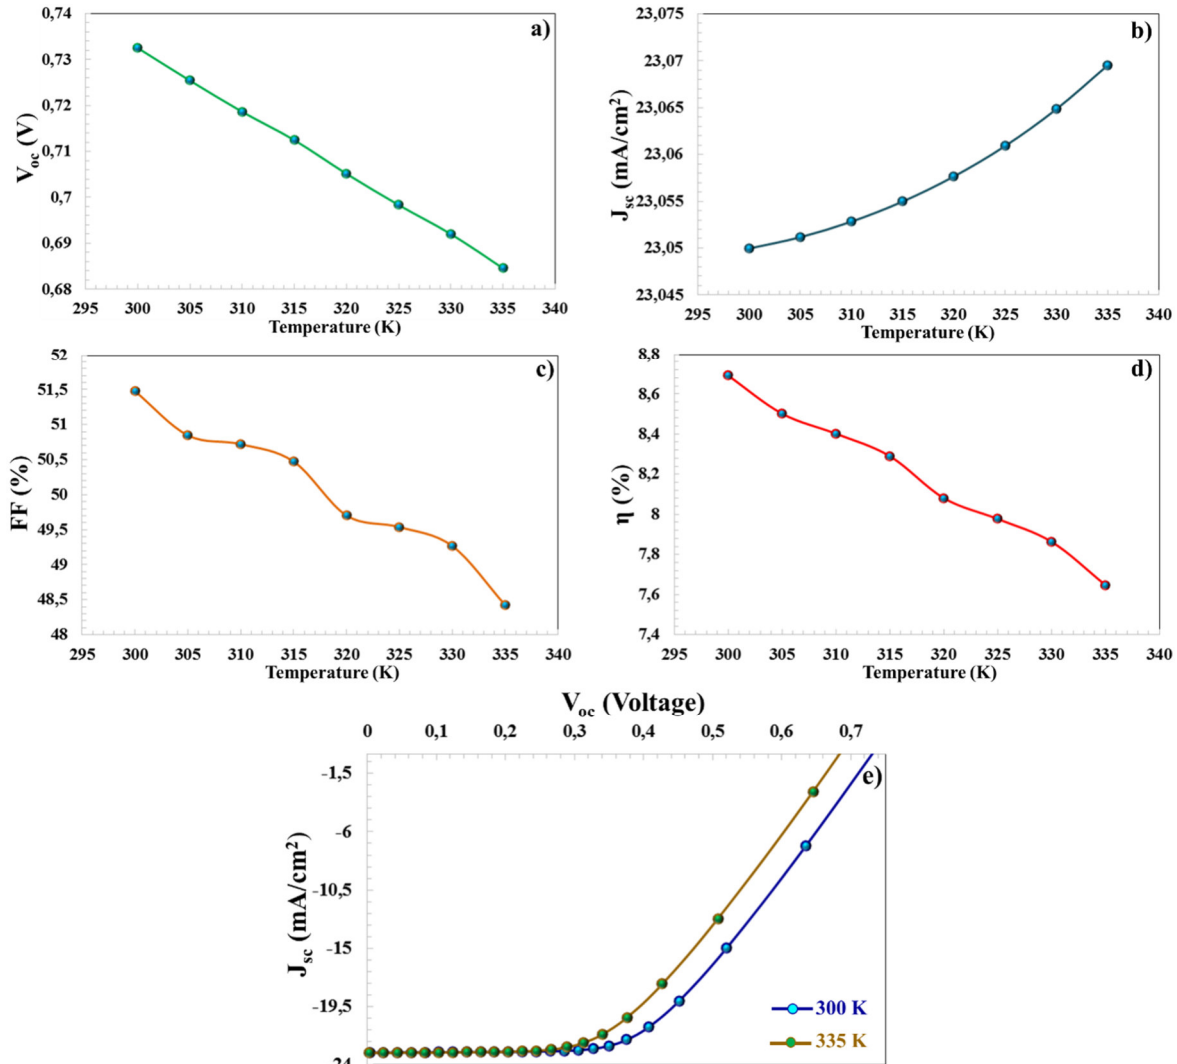 a)
0,74
0,73
0,72
0,71
0,7
0,69
0,68
V_oc (V)
295 300 305 310 315 320 325 330 335 340
Temperature (K)
b)
23,075
23,07
23,065
23,06
23,055
23,05
23,045
J_sc (mA/cm²)
295 300 305 310 315 320 325 330 335 340
Temperature (K)
c)
52
51,5
51
50,5
50
49,5
49
48,5
48
FF (%)
295 300 305 310 315 320 325 330 335 340
Temperature (K)
d)
8,8
8,6
8,4
8,2
8
7,8
7,6
7,4
η (%)
295 300 305 310 315 320 325 330 335 340
Temperature (K)
V_oc (Voltage)
0 0,1 0,2 0,3 0,4 0,5 0,6 0,7
e)
-1,5
-6
-10,5
-15
-19,5
J_sc (mA/cm²)
300 K
335 K